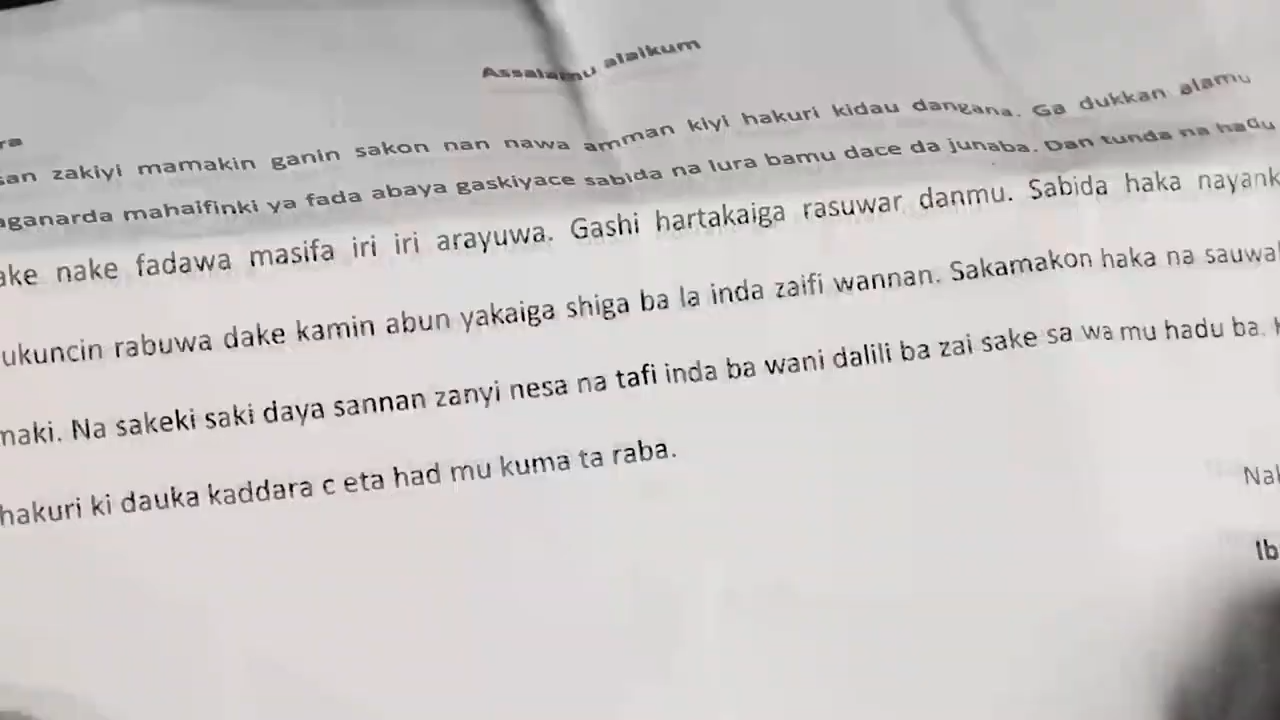 Assalamu alaikum
ra
san zakiyi mamakin ganin sakon nan nawa amman kiyi hakuri kidau dangana. Ga dukkan alamu
aganarda mahaifinki ya fada abaya gaskiyace sabida na lura bamu dace da junaba. Dan tunda na hadu
ake nake fadawa masifa iri iri arayuwa. Gashi hartakaiga rasuwar danmu. Sabida haka nayank
ukuncin rabuwa dake kamin abun yakaiga shiga ba la inda zaifi wannan. Sakamakon haka na sauwa
maki. Na sakeki saki daya sannan zanyi nesa na tafi inda ba wani dalili ba zai sake sa wa mu hadu ba.
hakuri ki dauka kaddara c eta had mu kuma ta raba.
Nak
Ib